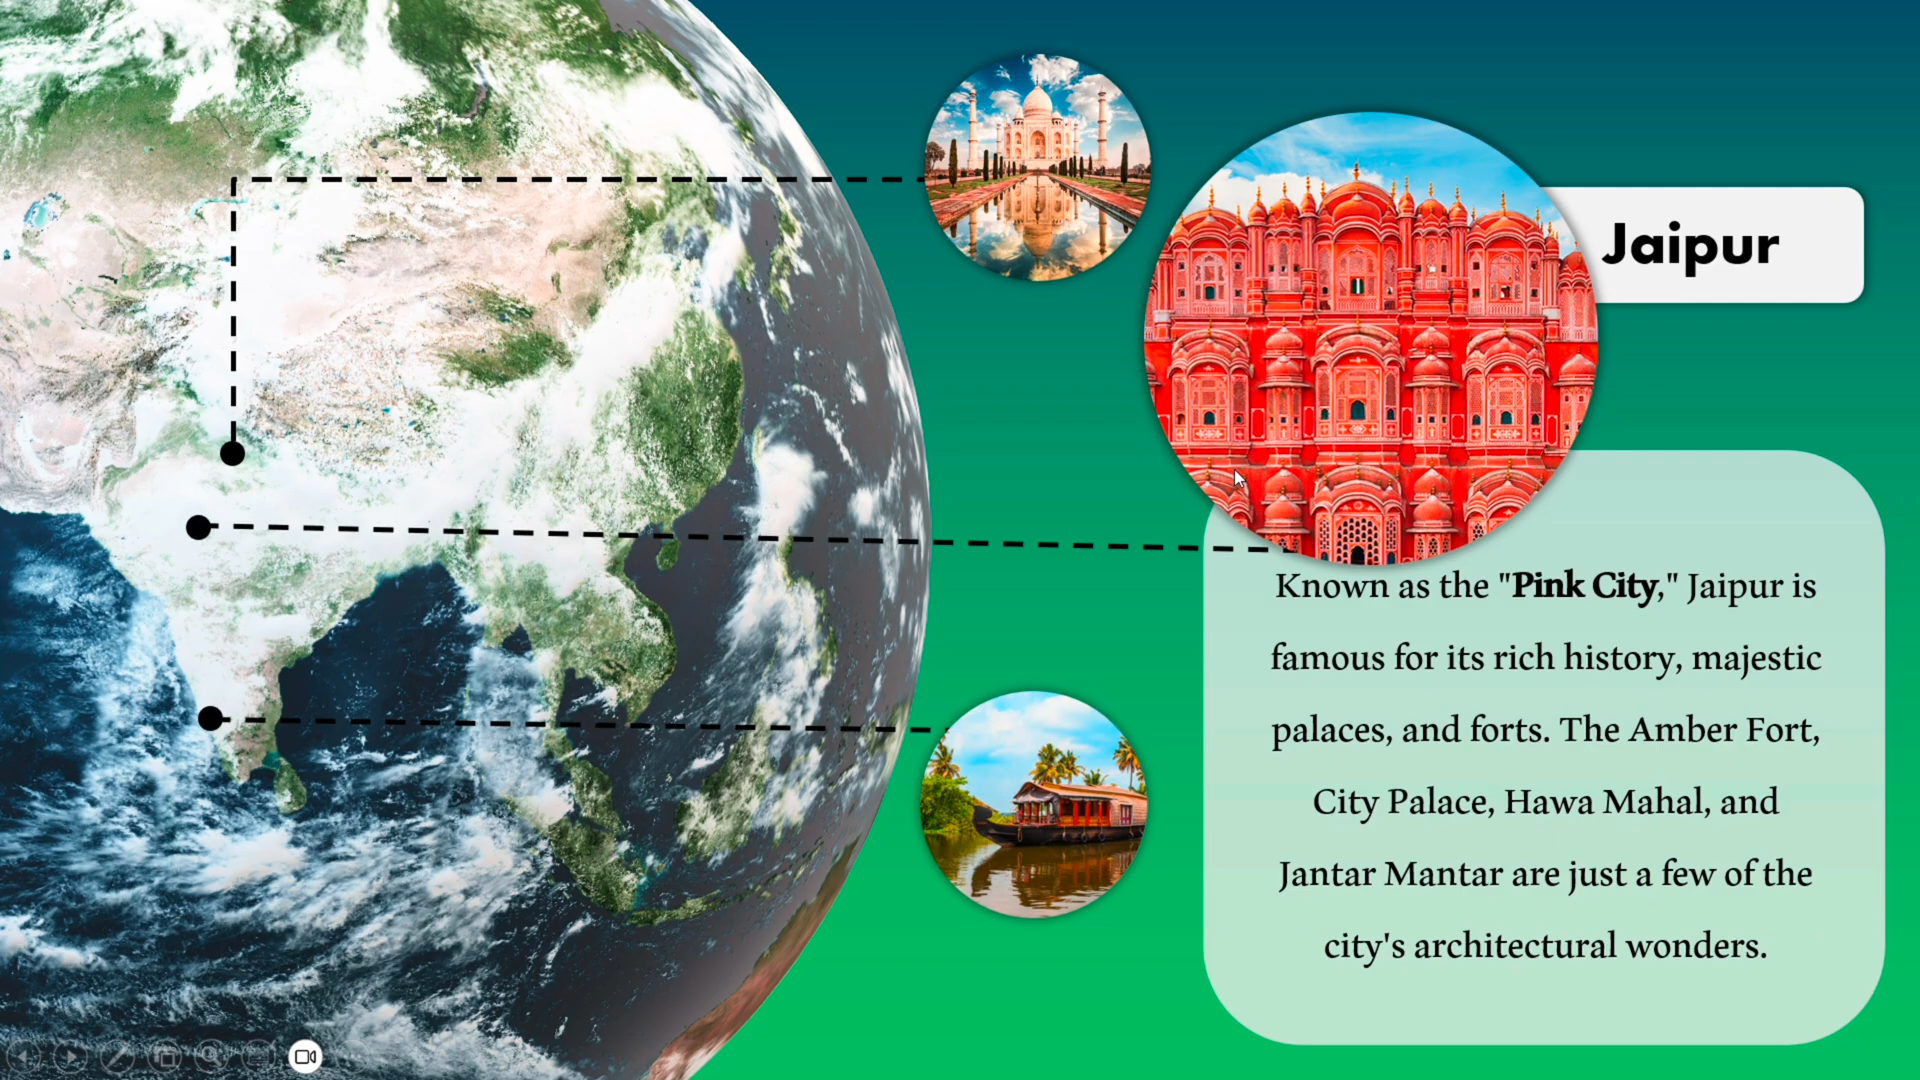 Jaipur
Known as the "Pink City," Jaipur is
famous for its rich history, majestic
palaces, and forts. The Amber Fort,
City Palace, Hawa Mahal, and
Jantar Mantar are just a few of the
city's architectural wonders.